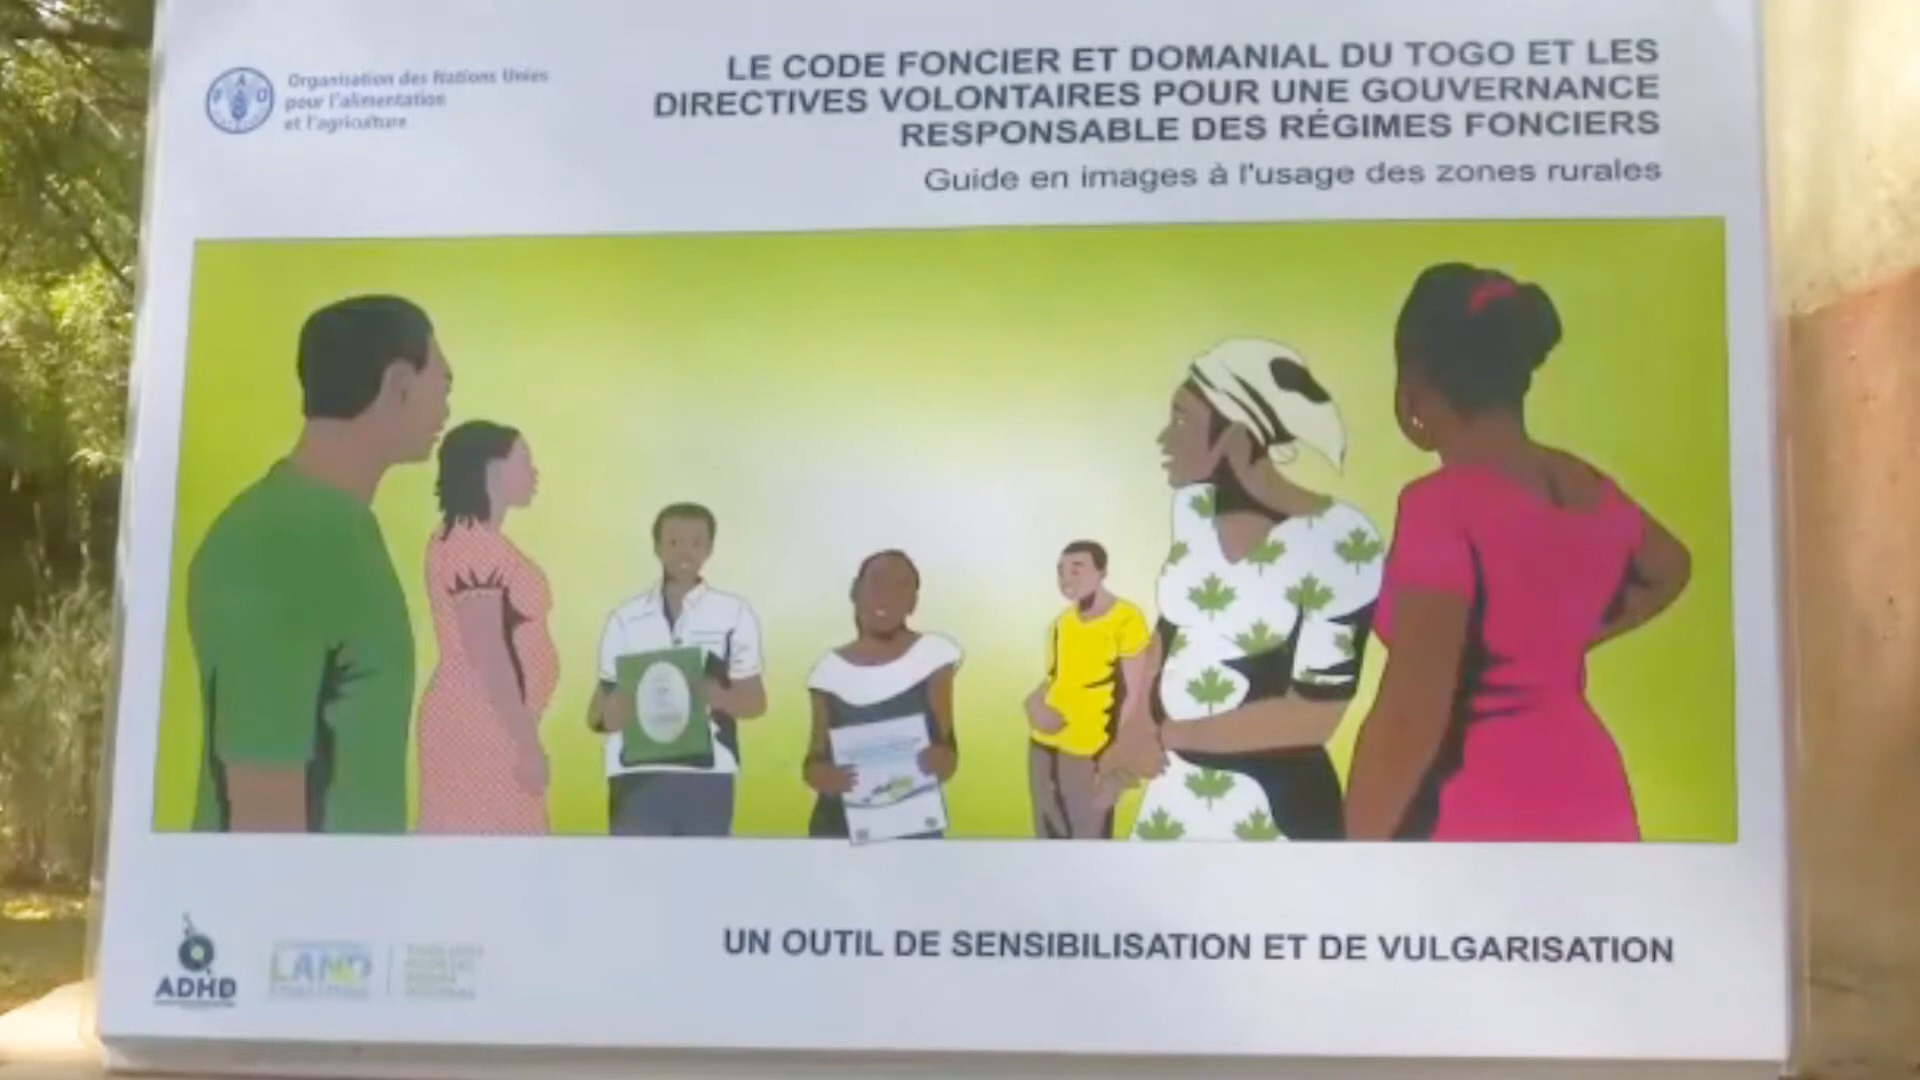 Organisation des Nations Unies
pour l'alimentation
et l'agriculture
LE CODE FONCIER ET DOMANIAL DU TOGO ET LES
DIRECTIVES VOLONTAIRES POUR UNE GOUVERNANCE
RESPONSABLE DES RÉGIMES FONCIERS
Guide en images à l'usage des zones rurales
UN OUTIL DE SENSIBILISATION ET DE VULGARISATION
ADHD
LAND